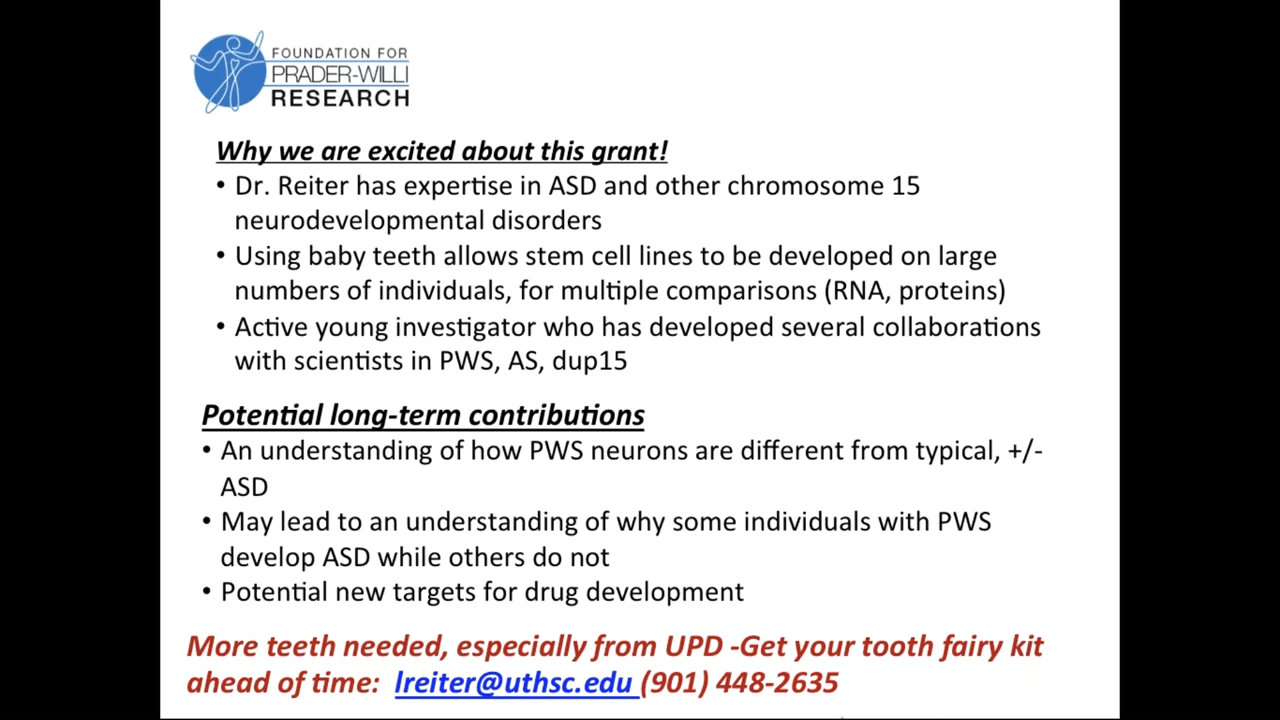 FOUNDATION FOR
PRADER-WILLI
RESEARCH
Why we are excited about this grant!
• Dr. Reiter has expertise in ASD and other chromosome 15
neurodevelopmental disorders
• Using baby teeth allows stem cell lines to be developed on large
numbers of individuals, for multiple comparisons (RNA, proteins)
• Active young investigator who has developed several collaborations
with scientists in PWS, AS, dup15
Potential long-term contributions
• An understanding of how PWS neurons are different from typical, +/-
ASD
• May lead to an understanding of why some individuals with PWS
develop ASD while others do not
• Potential new targets for drug development
More teeth needed, especially from UPD -Get your tooth fairy kit
ahead of time: lreiter@uthsc.edu (901) 448-2635